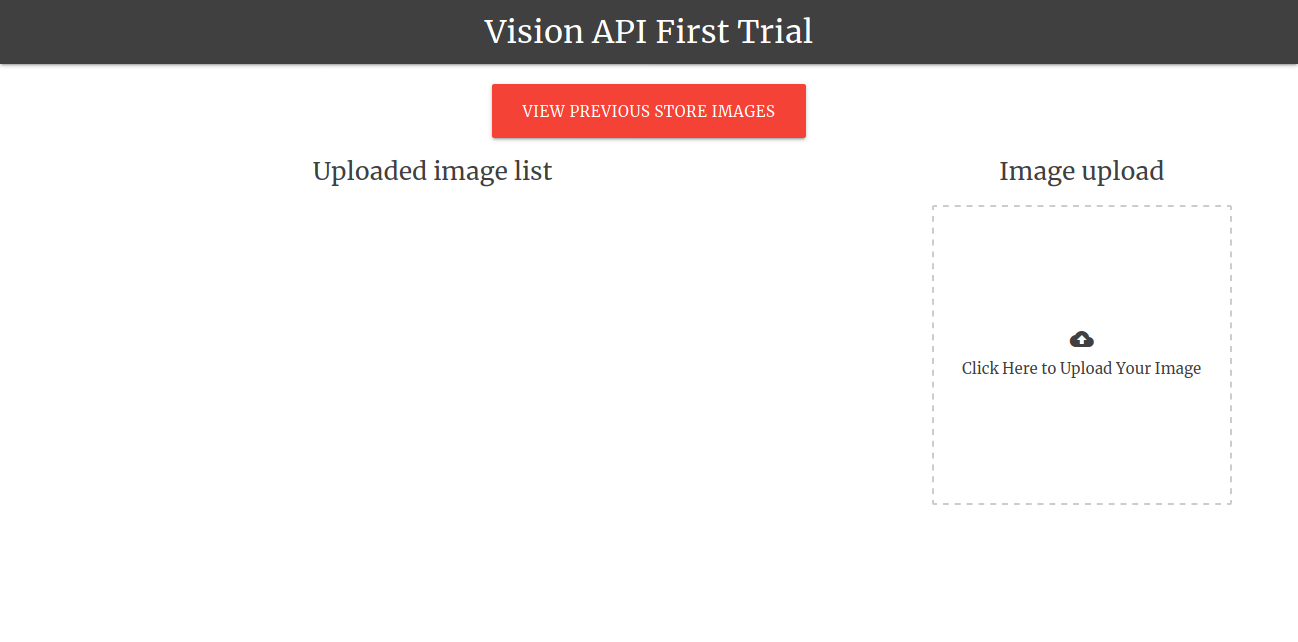 Vision API First Trial
VIEW PREVIOUS STORE IMAGES
Uploaded image list
Image upload
Click Here to Upload Your Image